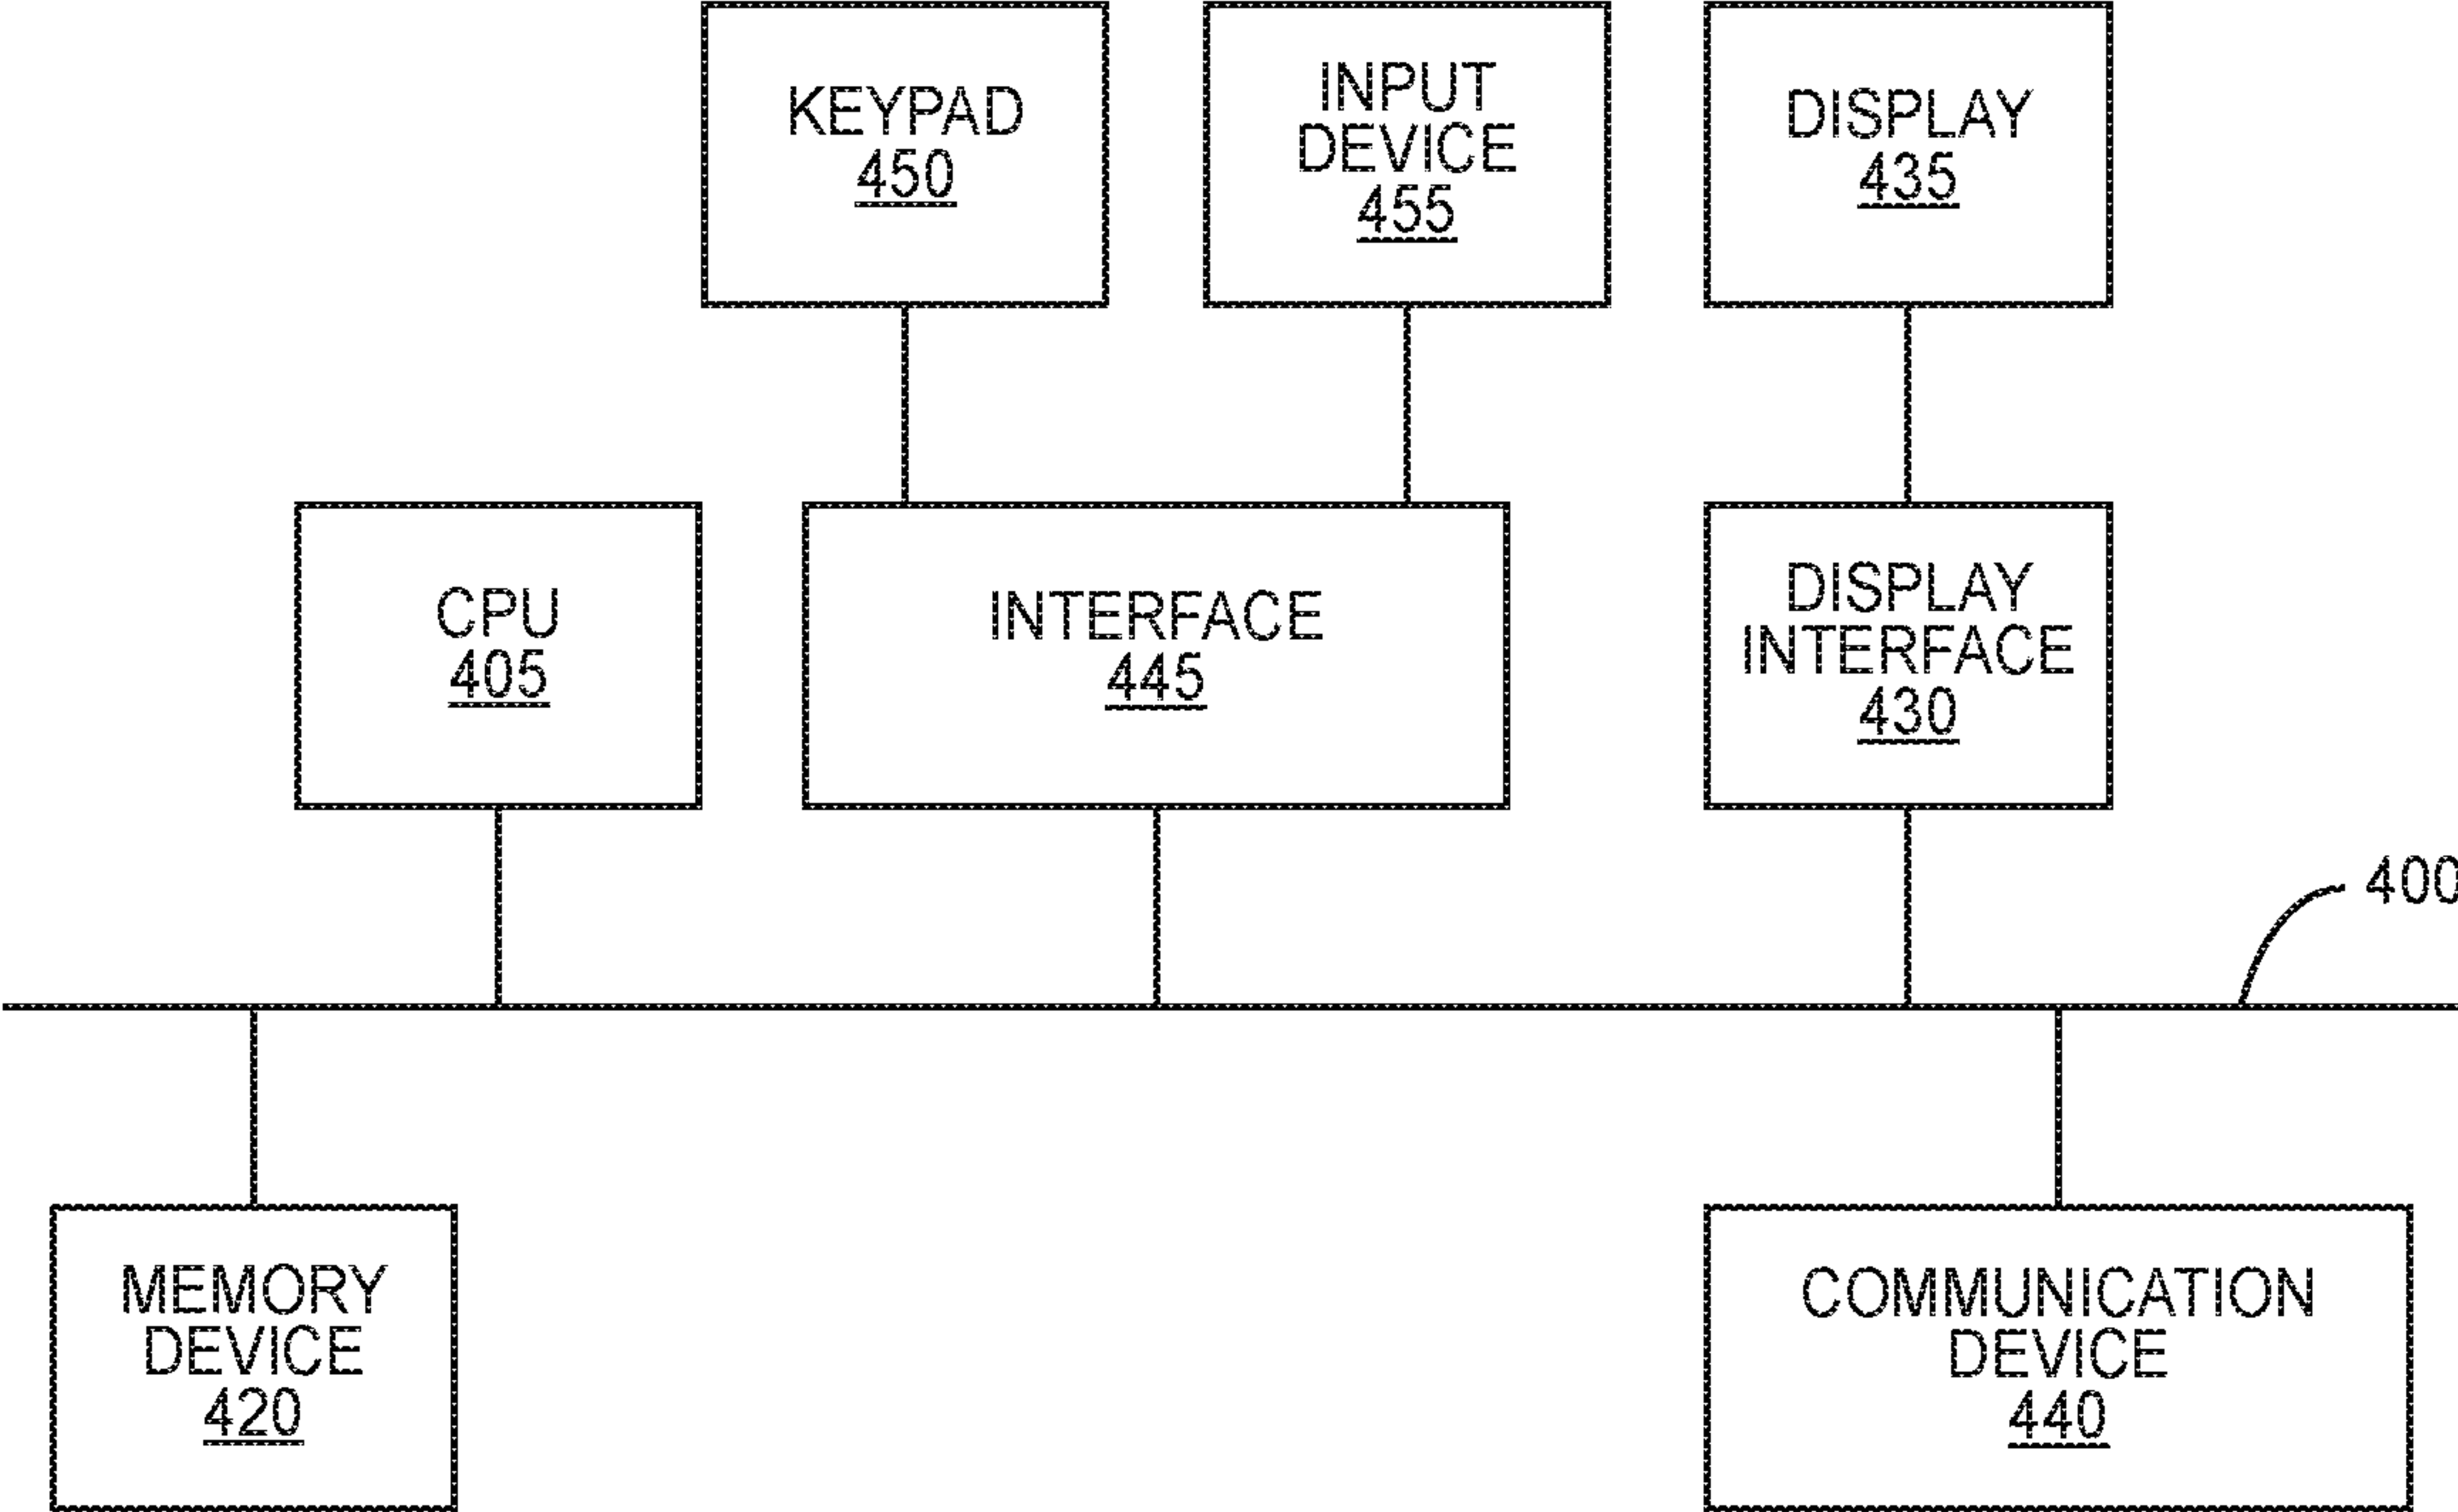 KEYPAD
450
INPUT
DEVICE
455
DISPLAY
435
CPU
405
INTERFACE
445
DISPLAY
INTERFACE
430
400
MEMORY
DEVICE
420
COMMUNICATION
DEVICE
440